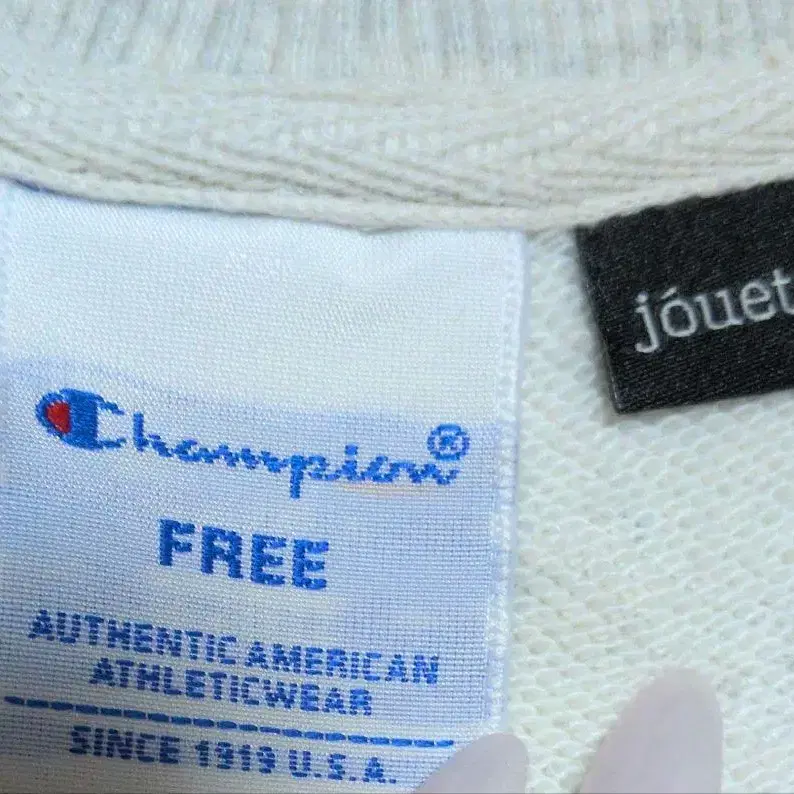 Champion®
FREE
AUTHENTIC AMERICAN
ATHLETICWEAR
SINCE 1919 U.S.A.
jóuet